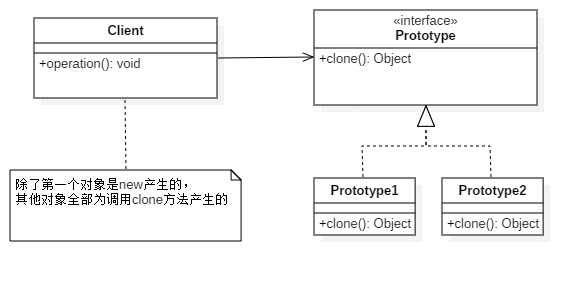 Client
+operation(): void
«interface»
Prototype
+clone(): Object
除了第一个对象是new产生的，
其他对象全部为调用clone方法产生的
Prototype1
+clone(): Object
Prototype2
+clone(): Object